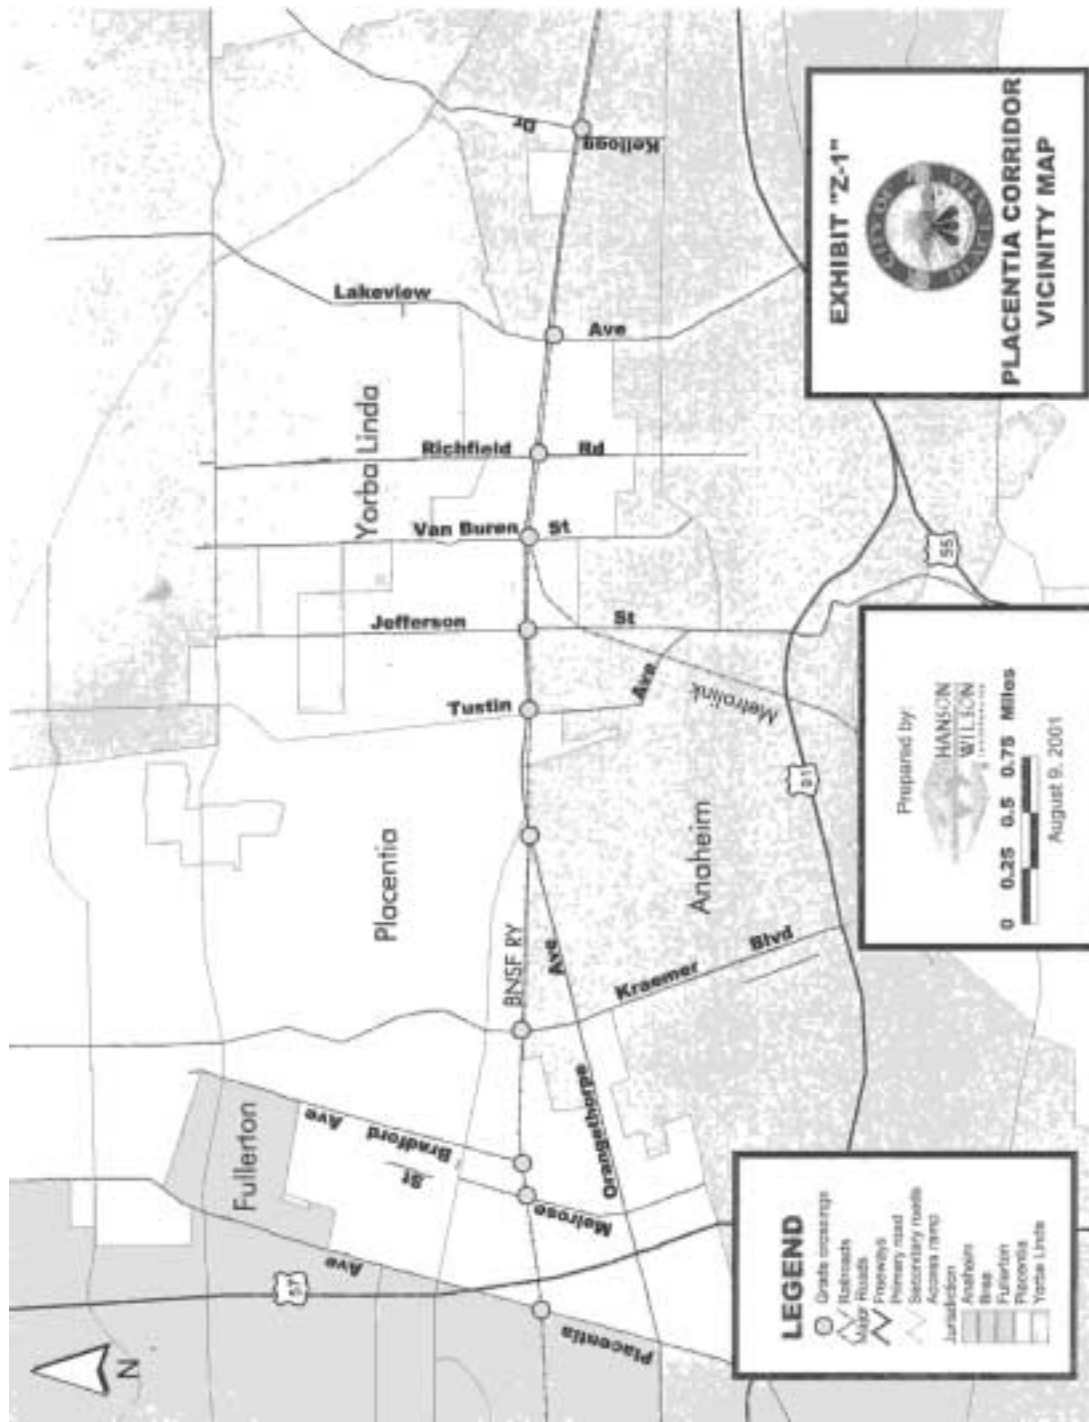 N
57
Placentia
Ave
Fullerton
Melrose
St
Bradford
Ave
Orangethorpe
Ave
BNSF RY
Kraemer
Blvd
Placentia
Anaheim
91
Tustin
Ave
Metrolink
Jefferson
St
Van Buren
St
Yorba Linda
Richfield
Rd
Lakeview
Ave
Kellogg
Dr
55
LEGEND
Grade crossings
Railroads
Major Roads
Freeways
Primary road
Secondary roads
Access ramp
Jurisdiction
Anaheim
Brea
Fullerton
Placentia
Yorba Linda
Prepared by:
HANSON
WILSON
0 0.25 0.5 0.75 Miles
August 9, 2001
EXHIBIT "Z-1"
CITY OF
PLACENTIA
PLACENTIA CORRIDOR
VICINITY MAP